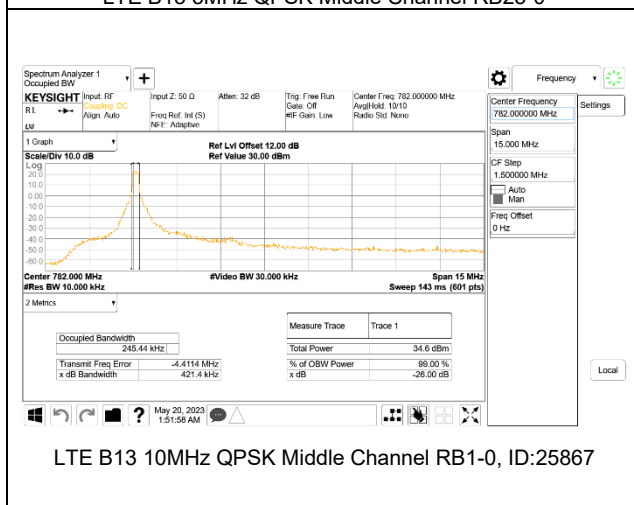 LTE B13 5MHz QPSK Middle Channel RB25-0
Spectrum Analyzer 1
Occupied BW
Frequency
KEYSIGHT Input: RF Input Z: 50 Ω Atten: 32 dB Trig: Free Run Center Freq: 782.000000 MHz
RL Coupling: DC Gate: Off Avg|Hold: 10/10
Align: Auto Freq Ref: Int (S) #IF Gain: Low Radio Std: None
NFE: Adaptive
1 Graph
Ref Lvl Offset 12.00 dB
Scale/Div 10.0 dB Ref Value 30.00 dBm
Log
20.0
10.0
0.00
-10.0
-20.0
-30.0
-40.0
-50.0
-60.0
Center 782.000 MHz #Video BW 30.000 kHz Span 15 MHz
#Res BW 10.000 kHz Sweep 143 ms (601 pts)
2 Metrics
Measure Trace Trace 1
Occupied Bandwidth
245.44 kHz Total Power 34.6 dBm
Transmit Freq Error -4.4114 MHz % of OBW Power 99.00 %
x dB Bandwidth 421.4 kHz x dB -26.00 dB
Center Frequency
782.000000 MHz
Settings
Span
15.000 MHz
CF Step
1.500000 MHz
Auto
Man
Freq Offset
0 Hz
Local
May 20, 2023
1:51:58 AM
LTE B13 10MHz QPSK Middle Channel RB1-0, ID:25867